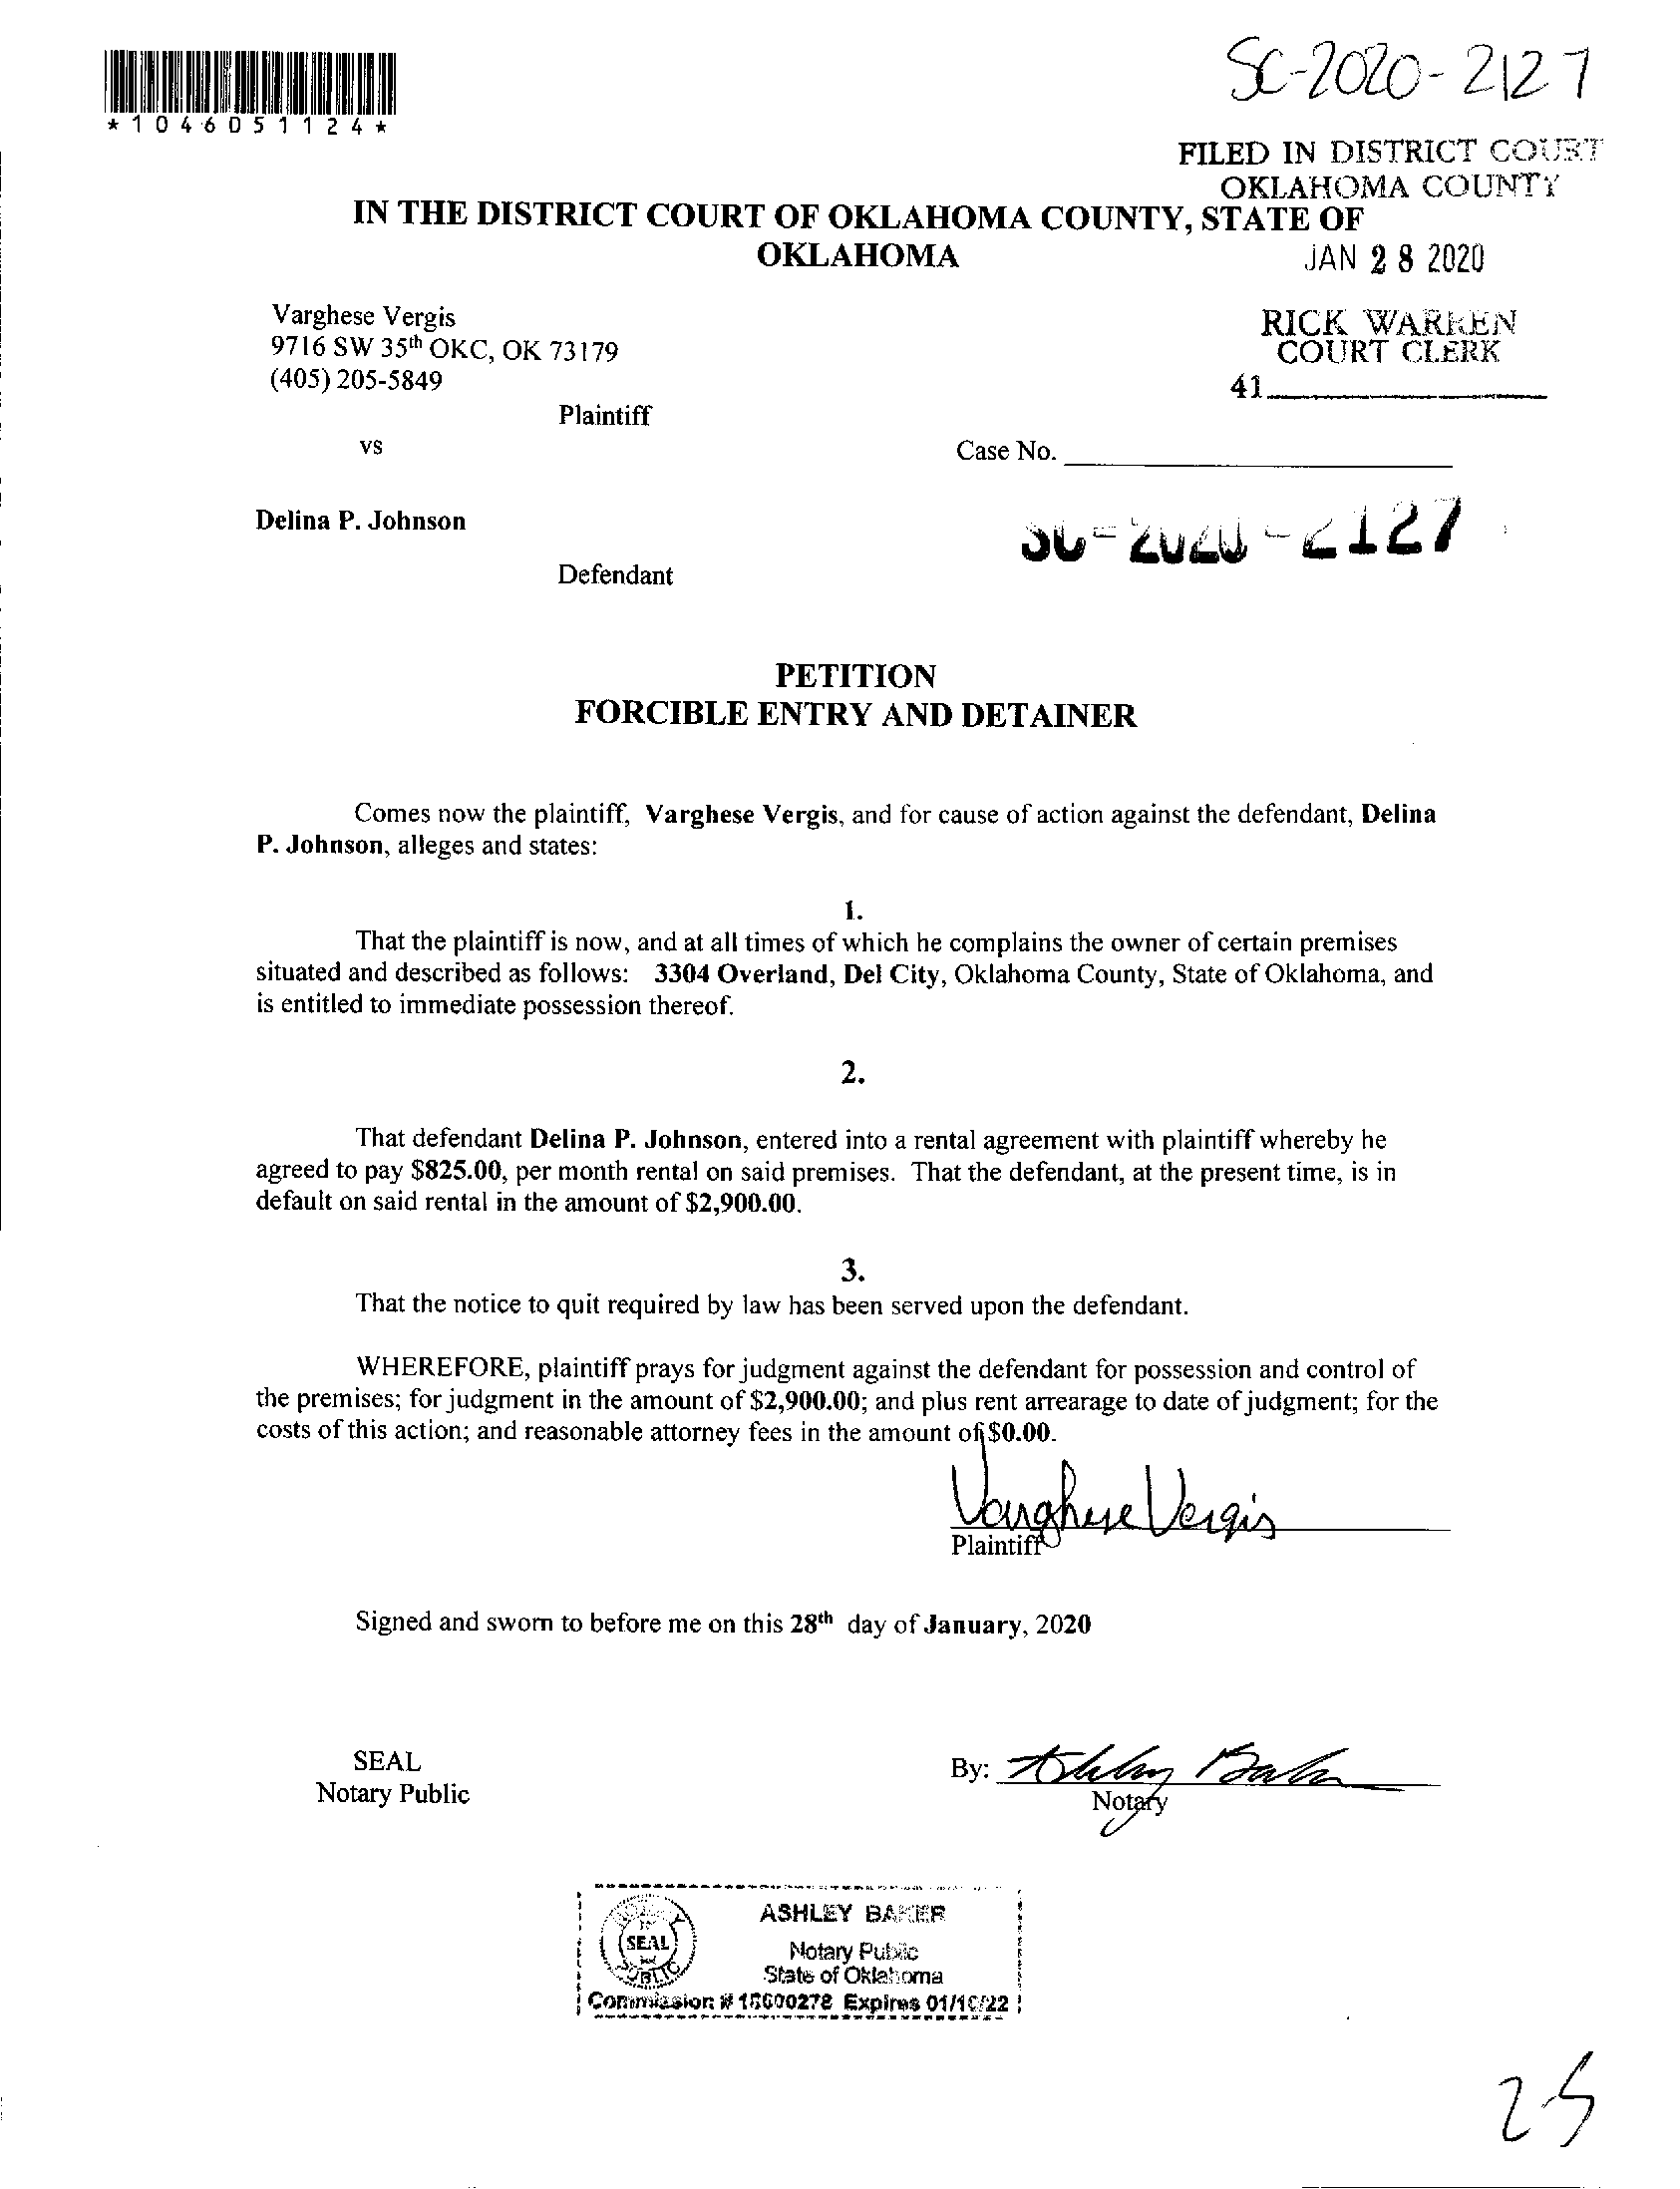 SC-2020-2127
*1046051124*
FILED IN DISTRICT COURT
OKLAHOMA COUNTY
IN THE DISTRICT COURT OF OKLAHOMA COUNTY, STATE OF
OKLAHOMA
JAN 28 2020
Varghese Vergis
9716 SW 35th OKC, OK 73179
(405) 205-5849
RICK WARREN
COURT CLERK
41
Plaintiff
vs
Case No.
Delina P. Johnson
SC-2020-2127
Defendant
PETITION
FORCIBLE ENTRY AND DETAINER
Comes now the plaintiff, Varghese Vergis, and for cause of action against the defendant, Delina
P. Johnson, alleges and states:
1.
That the plaintiff is now, and at all times of which he complains the owner of certain premises
situated and described as follows: 3304 Overland, Del City, Oklahoma County, State of Oklahoma, and
is entitled to immediate possession thereof.
2.
That defendant Delina P. Johnson, entered into a rental agreement with plaintiff whereby he
agreed to pay $825.00, per month rental on said premises. That the defendant, at the present time, is in
default on said rental in the amount of $2,900.00.
3.
That the notice to quit required by law has been served upon the defendant.
WHEREFORE, plaintiff prays for judgment against the defendant for possession and control of
the premises; for judgment in the amount of $2,900.00; and plus rent arrearage to date of judgment; for the
costs of this action; and reasonable attorney fees in the amount of $0.00.
Varghese Vergis
Plaintiff
Signed and sworn to before me on this 28th day of January, 2020
SEAL
Notary Public
By: Ashley Baker
Notary
SEAL
ASHLEY BAKER
Notary Public
State of Oklahoma
Commission # Expires
25